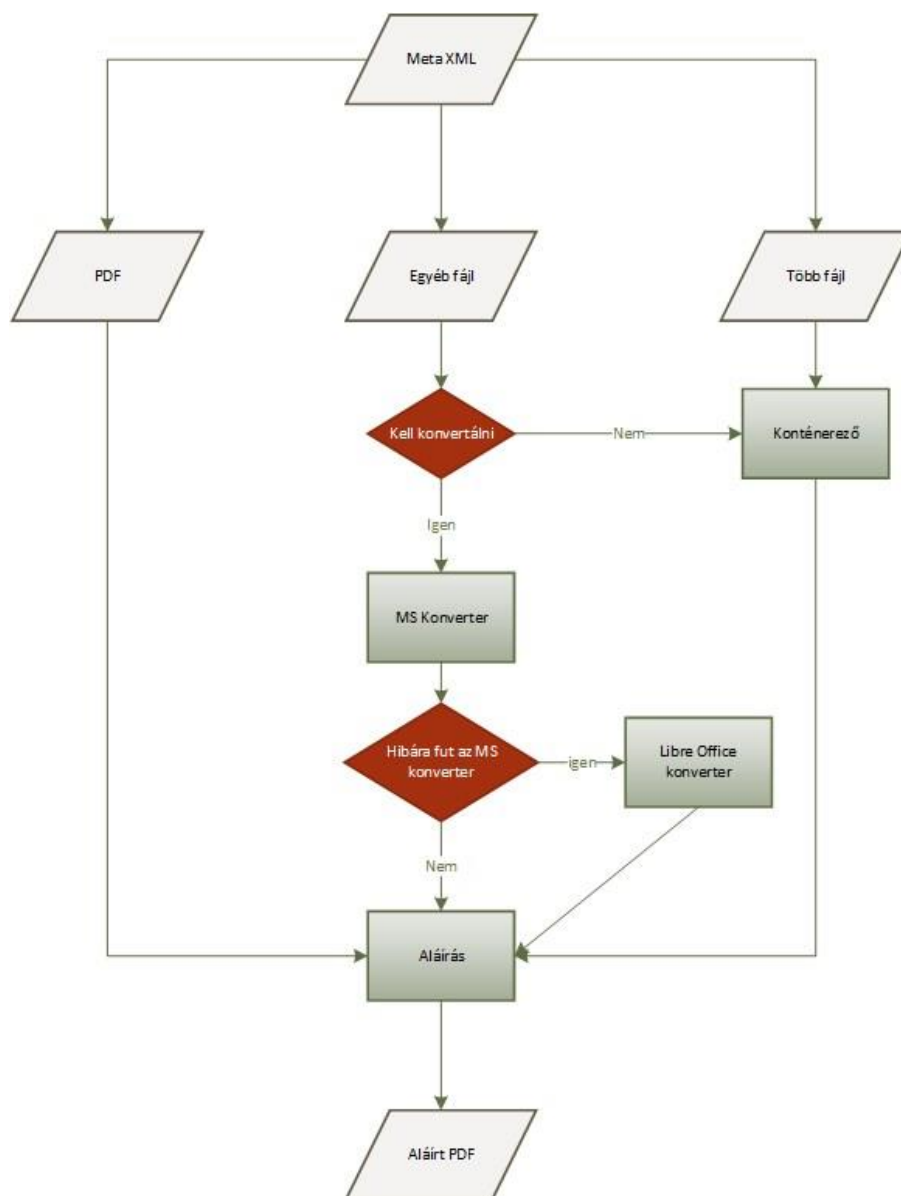 Meta XML
PDF
Egyéb fájl
Több fájl
Kell konvertálni
Nem
Konténerező
Igen
MS Konverter
Hibára fut az MS
konverter
igen
Libre Office
konverter
Nem
Aláírás
Aláírt PDF